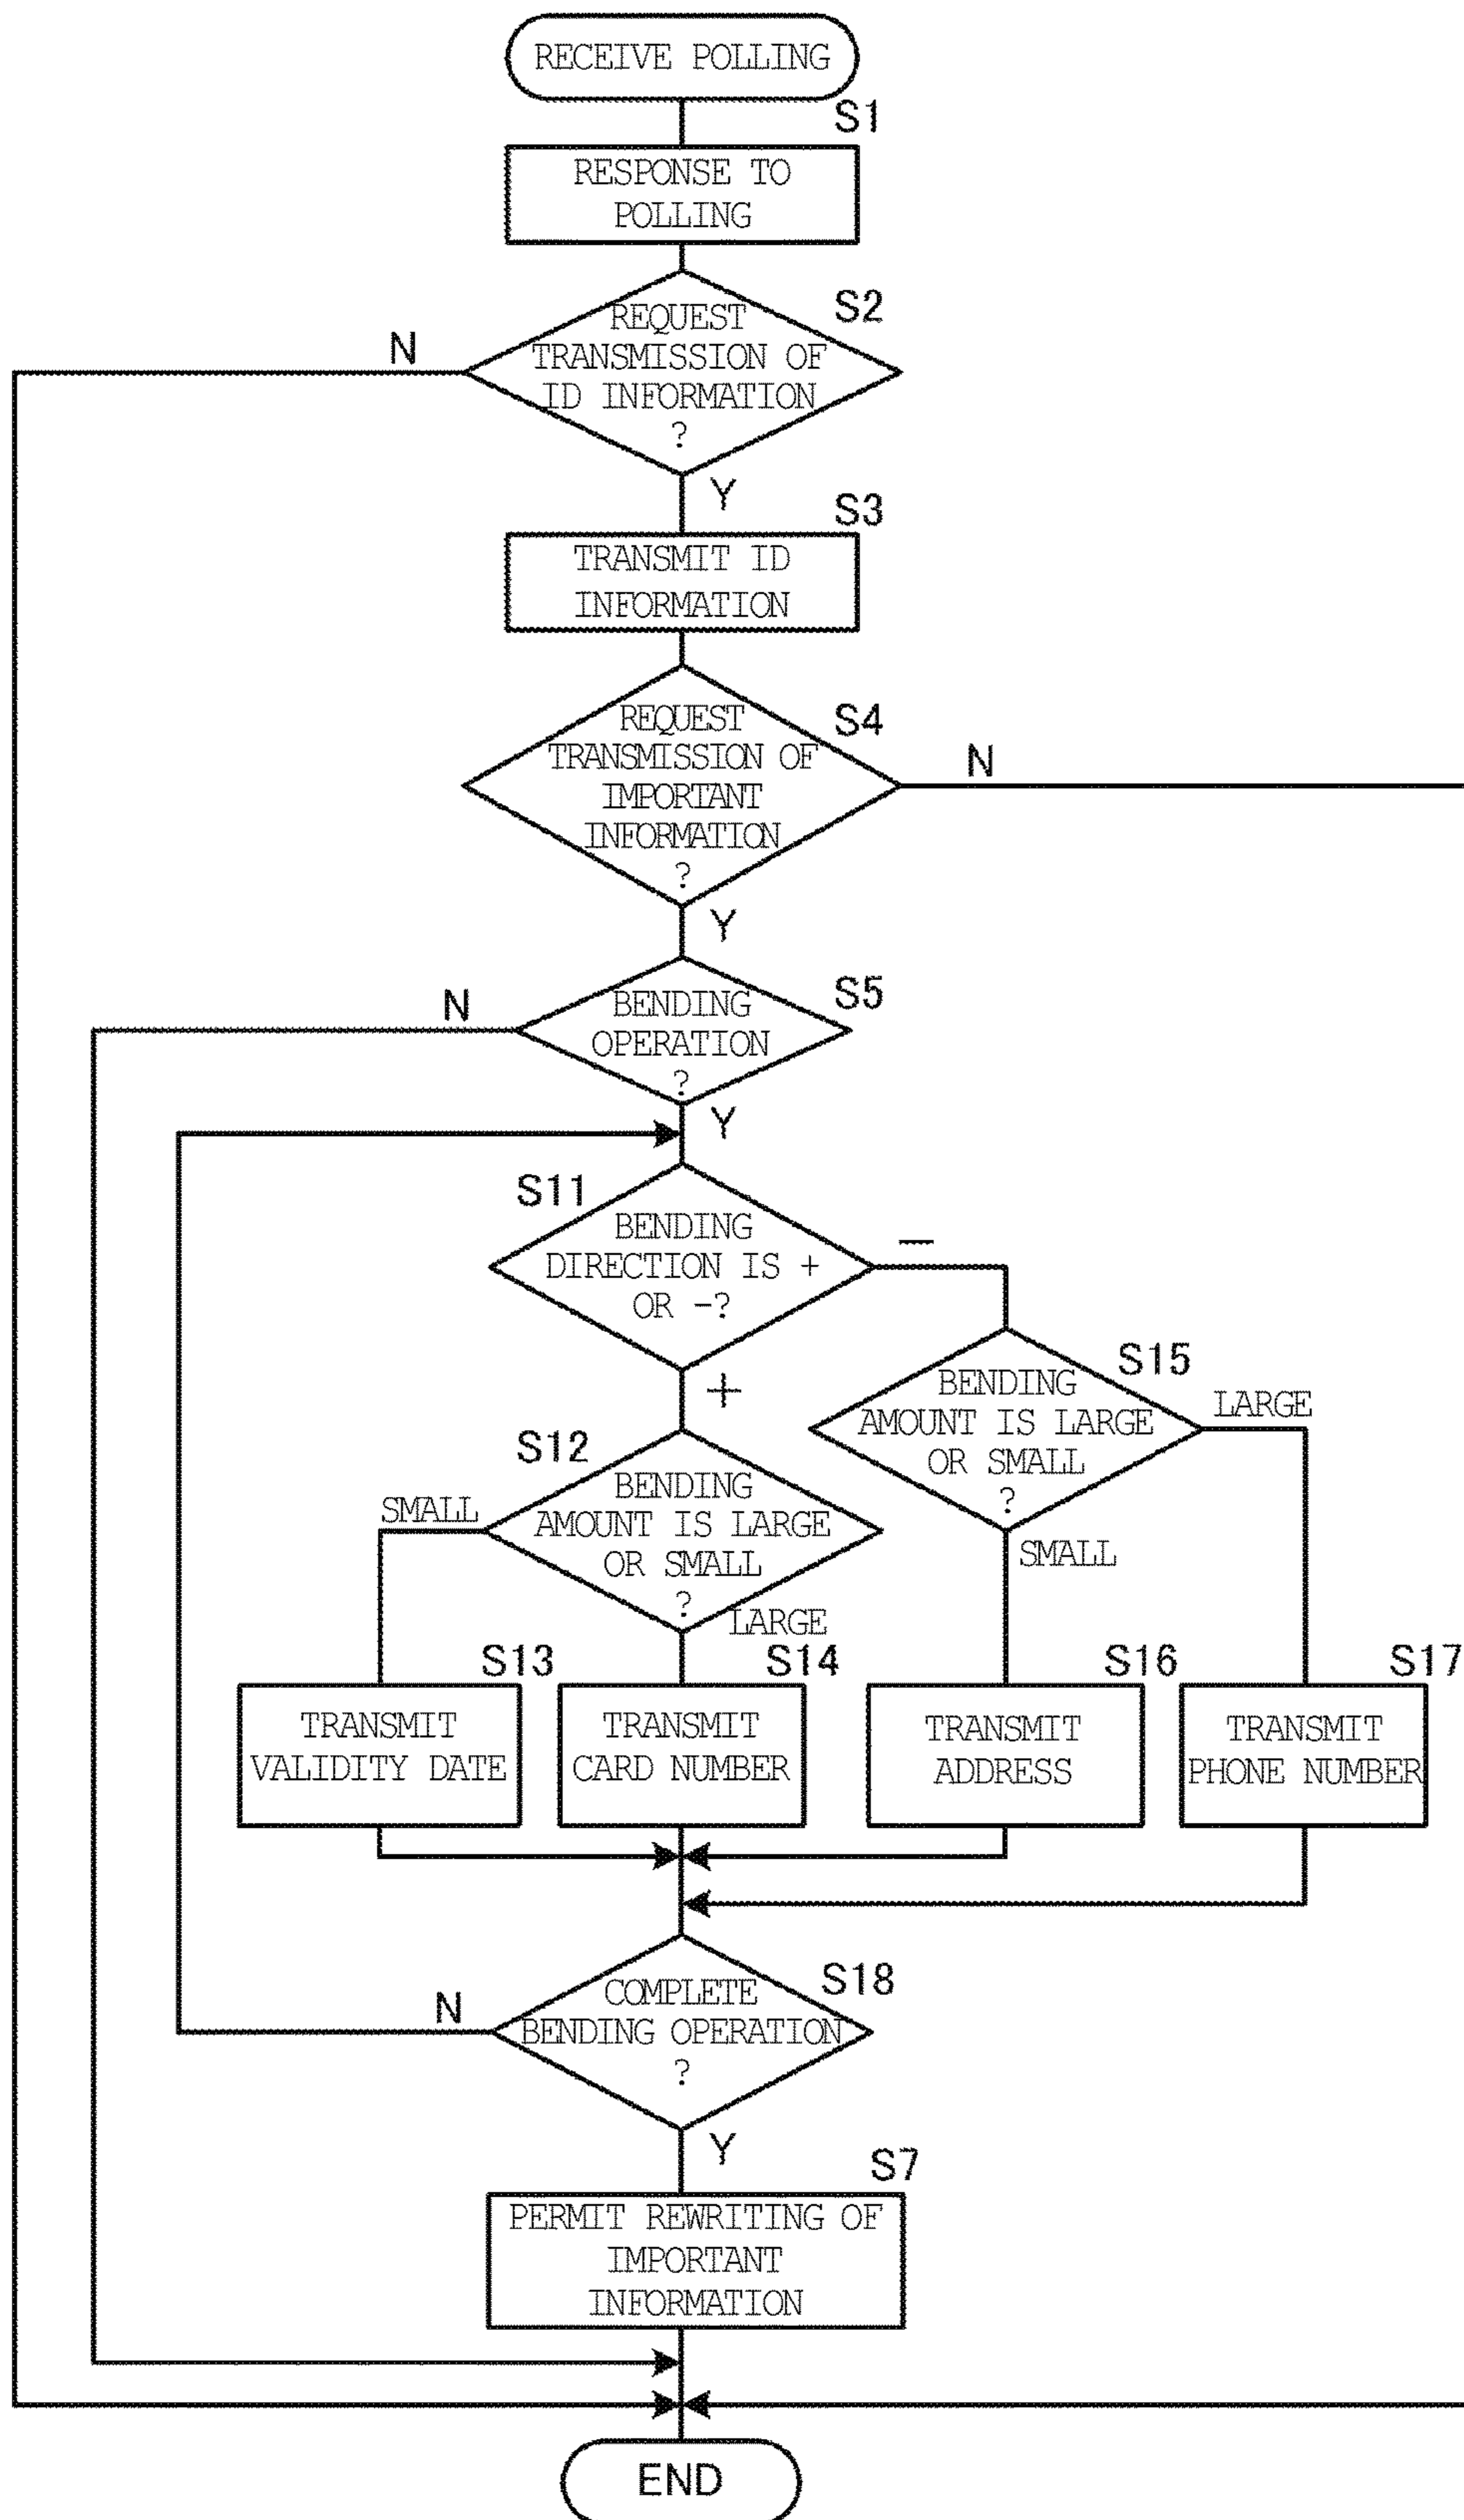 RECEIVE POLLING
S1
RESPONSE TO
POLLING
S2
REQUEST
TRANSMISSION OF
ID INFORMATION
?
N
Y
S3
TRANSMIT ID
INFORMATION
S4
REQUEST
TRANSMISSION OF
IMPORTANT
INFORMATION
?
N
Y
S5
BENDING
OPERATION
?
N
Y
S11
BENDING
DIRECTION IS +
OR -?
−
+
S15
BENDING
AMOUNT IS LARGE
OR SMALL
?
LARGE
SMALL
S12
BENDING
AMOUNT IS LARGE
OR SMALL
?
SMALL
LARGE
S13
TRANSMIT
VALIDITY DATE
S14
TRANSMIT
CARD NUMBER
S16
TRANSMIT
ADDRESS
S17
TRANSMIT
PHONE NUMBER
S18
COMPLETE
BENDING OPERATION
?
N
Y
S7
PERMIT REWRITING OF
IMPORTANT
INFORMATION
END